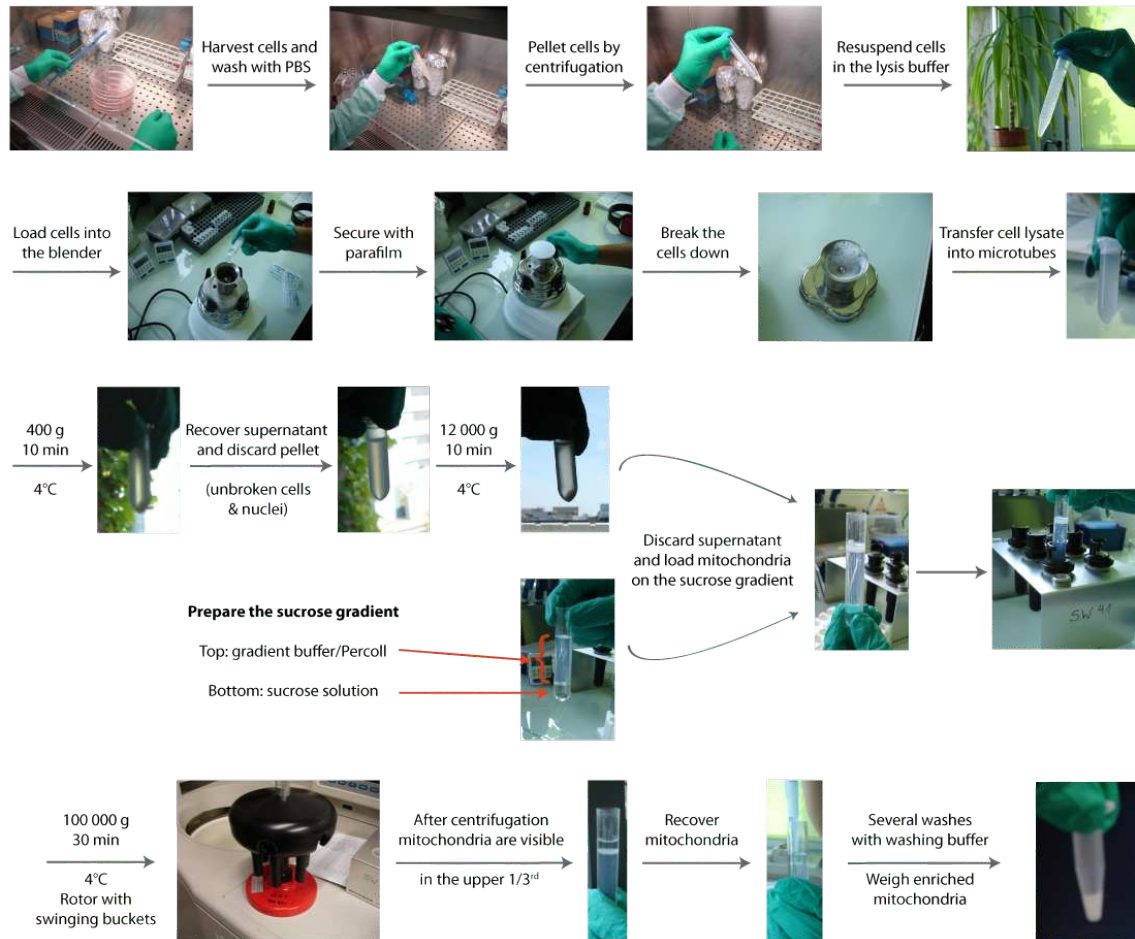 Harvest cells and
wash with PBS
Pellet cells by
centrifugation
Resuspend cells
in the lysis buffer
Load cells into
the blender
Secure with
parafilm
Break the
cells down
Transfer cell lysate
into microtubes
400 g
10 min
4°C
Recover supernatant
and discard pellet
(unbroken cells
& nuclei)
12 000 g
10 min
4°C
Discard supernatant
and load mitochondria
on the sucrose gradient
SW 41
Prepare the sucrose gradient
Top: gradient buffer/Percoll
Bottom: sucrose solution
100 000 g
30 min
4°C
Rotor with
swinging buckets
After centrifugation
mitochondria are visible
in the upper 1/3rd
Recover
mitochondria
Several washes
with washing buffer
Weigh enriched
mitochondria